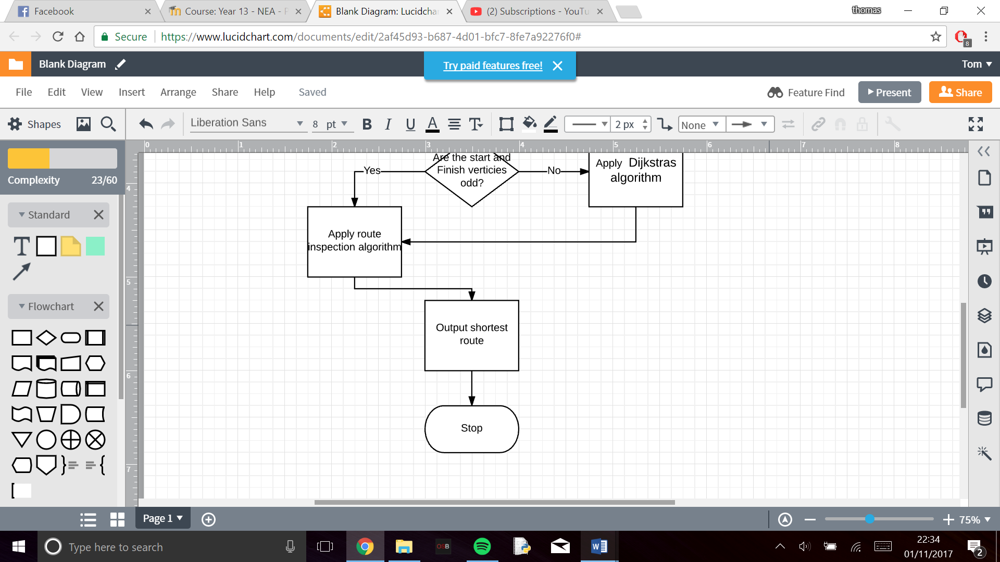 Facebook
Course: Year 13 - NEA - P
Blank Diagram: Lucidcha
(2) Subscriptions - YouTu
thomas
Secure
https://www.lucidchart.com/documents/edit/2af45d93-b687-4d01-bfc7-8fe7a92276f0#
8
Blank Diagram
Try paid features free!
Tom
File Edit View Insert Arrange Share Help Saved
Feature Find
Present
Share
Shapes
Liberation Sans
8 pt
B I U A T
2 px
None
0 1 2 3 4 5 6 7 8
Complexity 23/60
Standard
T
Flowchart
4
5
6
7
Are the start and
Finish verticies
odd?
Yes
No
Apply Dijkstras
algorithm
Apply route
inspection algorithm
Output shortest
route
Stop
Page 1
75%
Type here to search
OSB
W
22:34
01/11/2017
2